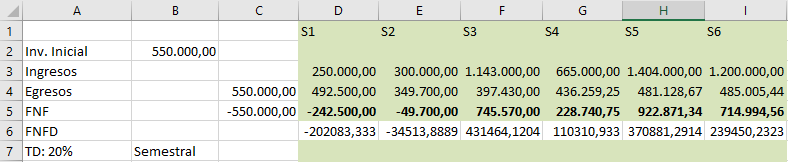 A B C D E F G H I
1 S1 S2 S3 S4 S5 S6
2 Inv. Inicial 550.000,00
3 Ingresos 250.000,00 300.000,00 1.143.000,00 665.000,00 1.404.000,00 1.200.000,00
4 Egresos 550.000,00 492.500,00 349.700,00 397.430,00 436.259,25 481.128,67 485.005,44
5 FNF -550.000,00 -242.500,00 -49.700,00 745.570,00 228.740,75 922.871,34 714.994,56
6 FNFD -202083,333 -34513,8889 431464,1204 110310,933 370881,2914 239450,2323
7 TD: 20% Semestral